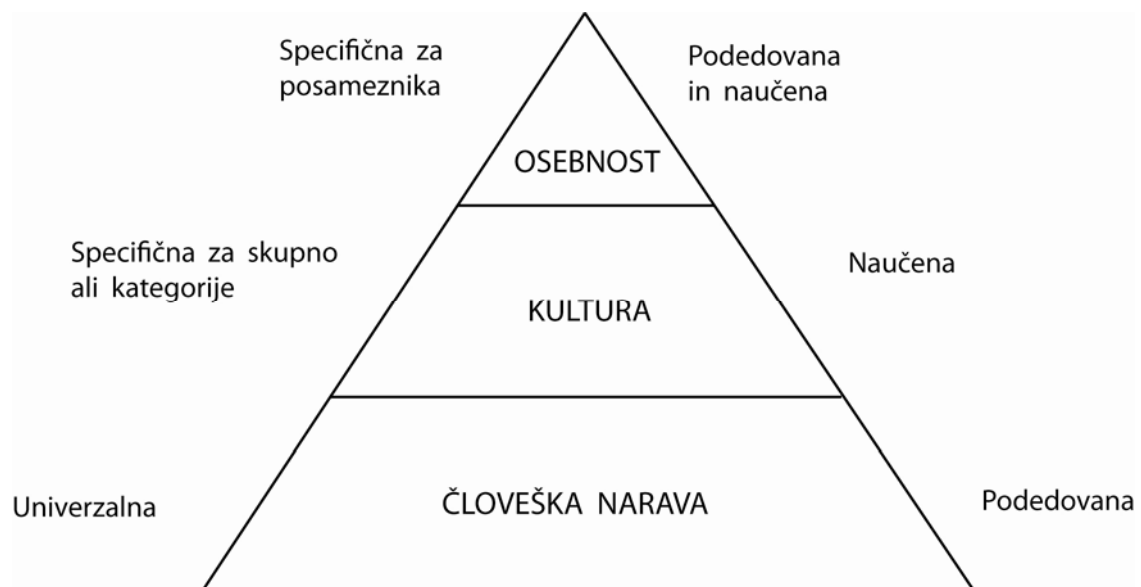 Specifična za
posameznika
Podedovana
in naučena
OSEBNOST
Specifična za skupno
ali kategorije
Naučena
KULTURA
Univerzalna
ČLOVEŠKA NARAVA
Podedovana